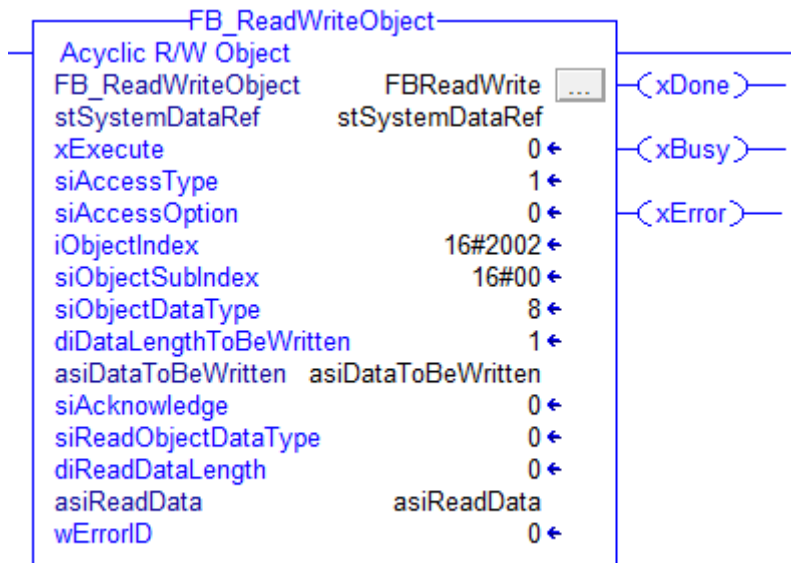 FB_ReadWriteObject
Acyclic R/W Object
FB_ReadWriteObject FBReadWrite ... xDone
stSystemDataRef stSystemDataRef
xExecute 0 xBusy
siAccessType 1
siAccessOption 0 xError
iObjectIndex 16#2002
siObjectSubIndex 16#00
siObjectDataType 8
diDataLengthToBeWritten 1
asiDataToBeWritten asiDataToBeWritten
siAcknowledge 0
siReadObjectDataType 0
diReadDataLength 0
asiReadData asiReadData
wErrorID 0